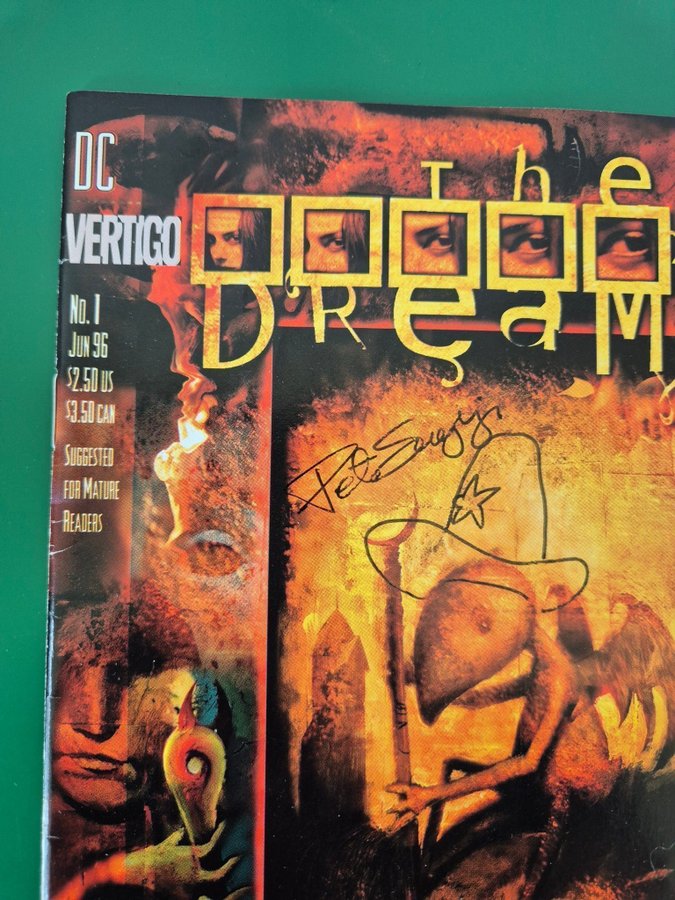 DC
VERTIGO
No. 1
Jun 96
$2.50 US
$3.50 CAN
Suggested
for Mature
Readers
The
DReaM